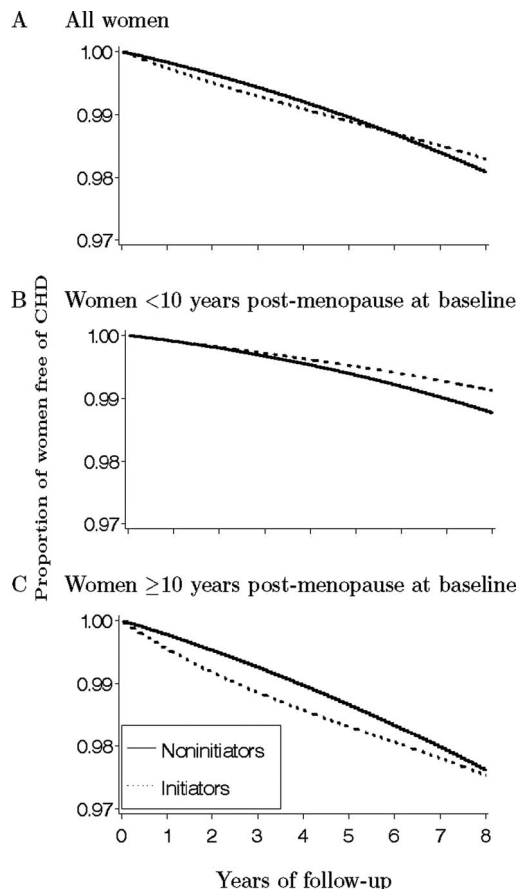 A All women
1.00
0.99
0.98
0.97
Proportion of women free of CHD
B Women <10 years post-menopause at baseline
1.00
0.99
0.98
0.97
C Women ≥10 years post-menopause at baseline
1.00
0.99
0.98
0.97
Noninitiators
Initiators
0 1 2 3 4 5 6 7 8
Years of follow-up